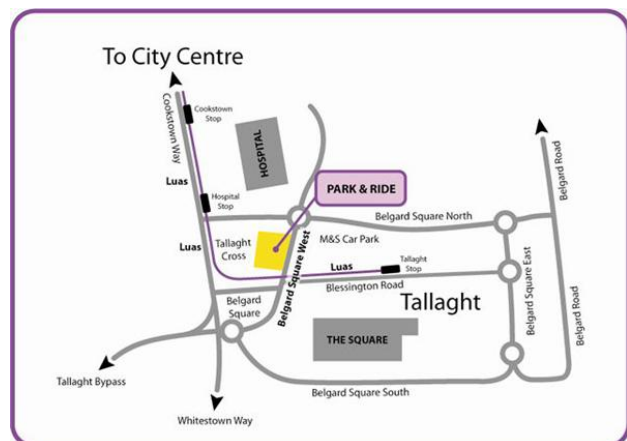 To City Centre
Cookstown Way
Cookstown
Stop
HOSPITAL
Belgard Road
Luas
Hospital
Stop
PARK & RIDE
Belgard Square North
Luas
Tallaght
Cross
M&S Car Park
Belgard Square West
Luas
Tallaght
Stop
Blessington Road
Belgard Square East
Belgard Road
Belgard
Square
Tallaght
THE SQUARE
Tallaght Bypass
Whitestown Way
Belgard Square South